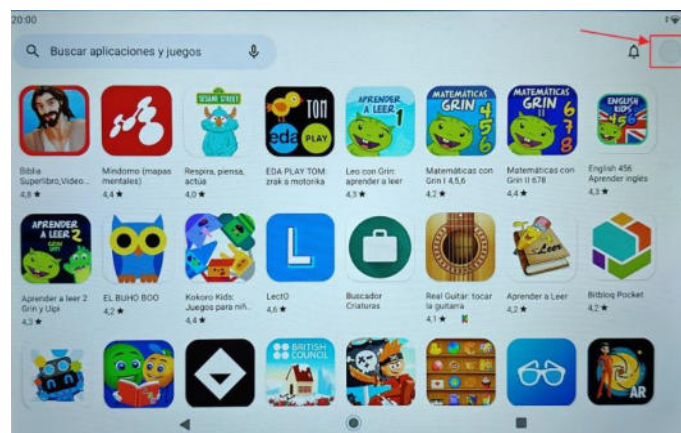 20:00
Buscar aplicaciones y juegos
SESAME STREET
TOM
eda PLAY
APRENDER
A LEER 1
MATEMÁTICAS
GRIN 4
5
6
MATEMÁTICAS
GRIN 6
II 7
8
ENGLISH
KIDS
456
Biblia
Superlibro,Video...
4,8 ★
Mindomo (mapas
mentales)
4,4 ★
Respira, piensa,
actúa
4,0 ★
EDA PLAY TOM:
zrak a motorika
Leo con Grin:
aprender a leer
4,3 ★
Matemáticas con
Grin I 4,5,6
4,2 ★
Matemáticas con
Grin II 678
4,4 ★
English 456
Aprender inglés
4,3 ★
APRENDER
A LEER 2
L
Leer
Aprender a leer 2
Grin y Ulpi
4,3 ★
EL BUHO BOO
4,2 ★
Kokoro Kids:
Juegos para niñ...
4,4 ★
LectO
4,6 ★
Buscador
Criaturas
Real Guitar: tocar
la guitarra
4,1 ★
Aprender a Leer
4,2 ★
Bitbloq Pocket
4,2 ★
BRITISH
COUNCIL
AR